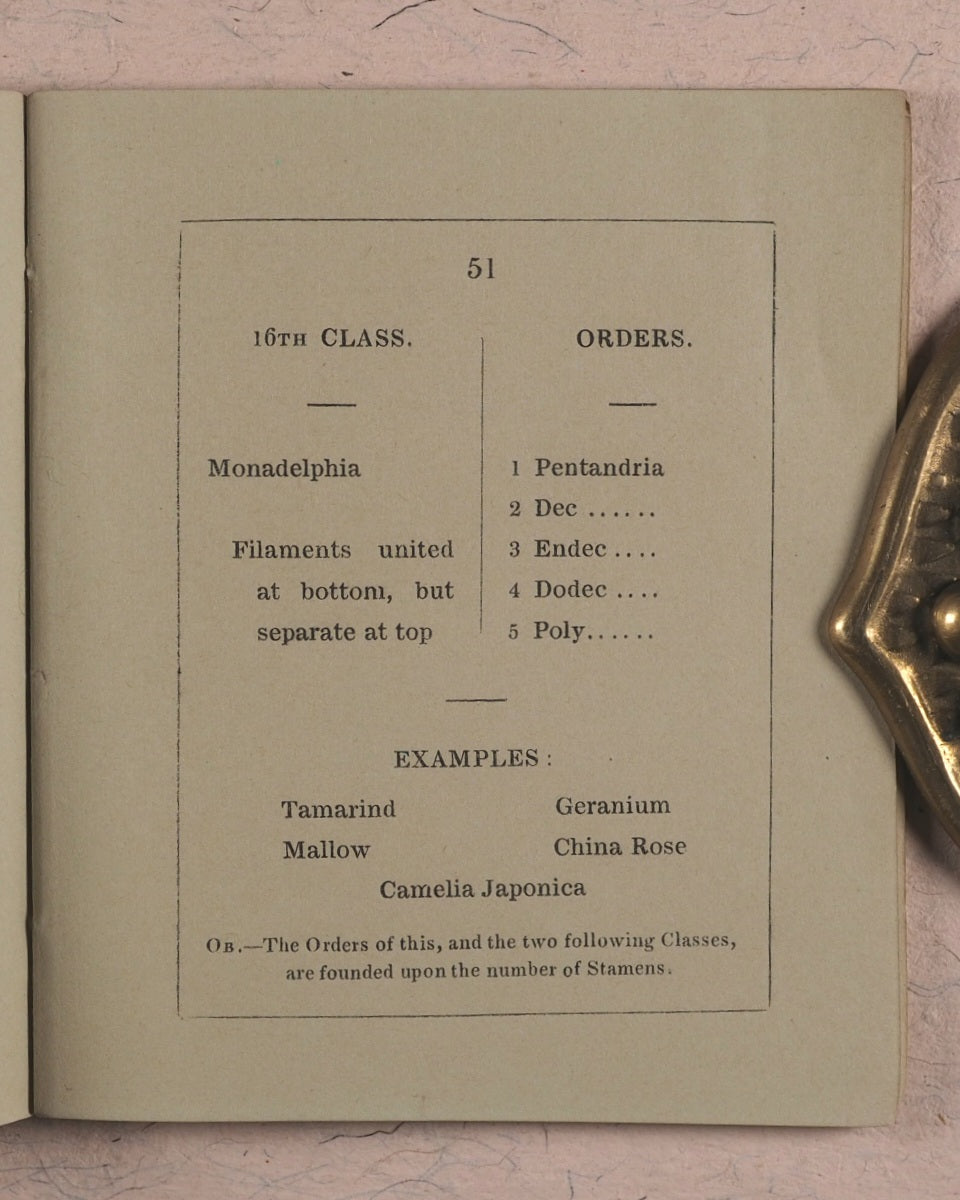 51
16TH CLASS.
Monadelphia
Filaments united
at bottom, but
separate at top
ORDERS.
1 Pentandria
2 Dec ......
3 Endec ....
4 Dodec ....
5 Poly......
EXAMPLES :
Tamarind Geranium
Mallow China Rose
Camelia Japonica
OB.—The Orders of this, and the two following Classes,
are founded upon the number of Stamens.